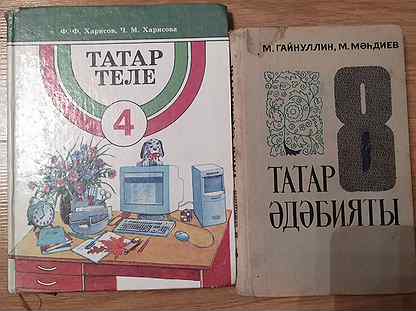 Ф. Ф. Харисов, Ч. М. Харисова
ТАТАР
ТЕЛЕ
4
М. ГАЙНУЛЛИН, М. МӘҺДИЕВ
8
ТАТАР
ӘДӘБИЯТЫ